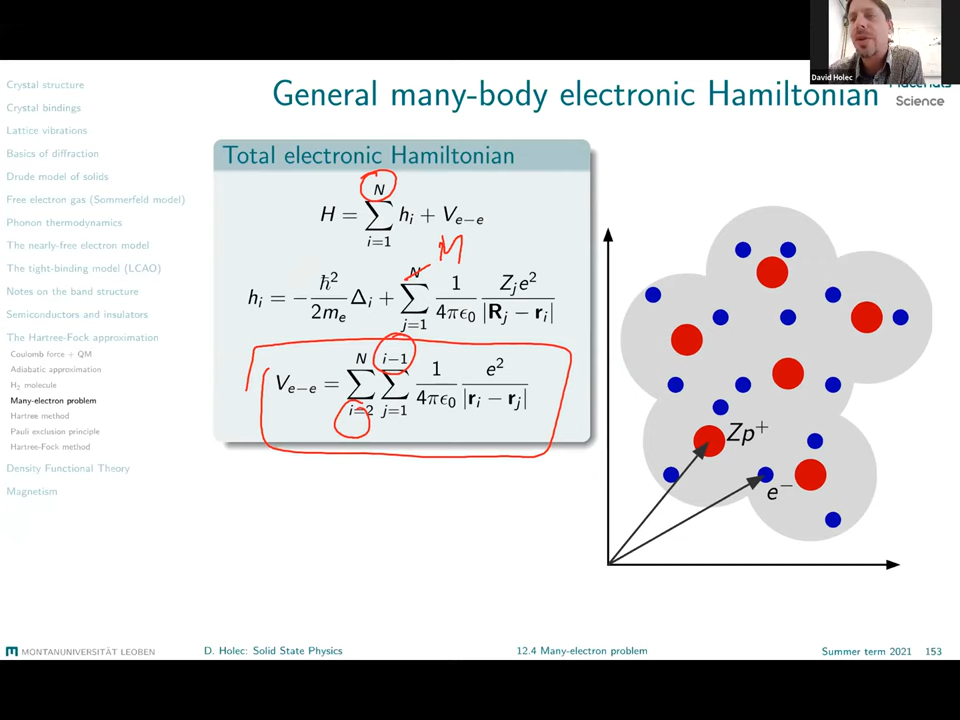 David Holec
General many-body electronic Hamiltonian
Science
Crystal structure
Crystal bindings
Lattice vibrations
Basics of diffraction
Drude model of solids
Free electron gas (Sommerfeld model)
Phonon thermodynamics
The nearly-free electron model
The tight-binding model (LCAO)
Notes on the band structure
Semiconductors and insulators
The Hartree-Fock approximation
Coulomb force + QM
Adiabatic approximation
H₂ molecule
Many-electron problem
Hartree method
Pauli exclusion principle
Hartree-Fock method
Density Functional Theory
Magnetism
Total electronic Hamiltonian
H = ∑_{i=1}^{N} h_i + V_{e−e}
M
h_i = − ℏ²/2m_e Δ_i + ∑_{j=1}^{N} 1/4πϵ₀ Z_j e²/|R_j − r_i|
V_{e−e} = ∑_{i=2}^{N} ∑_{j=1}^{i−1} 1/4πϵ₀ e²/|r_i − r_j|
Zp⁺
e⁻
MONTANUNIVERSITÄT LEOBEN
D. Holec: Solid State Physics
12.4 Many-electron problem
Summer term 2021 153